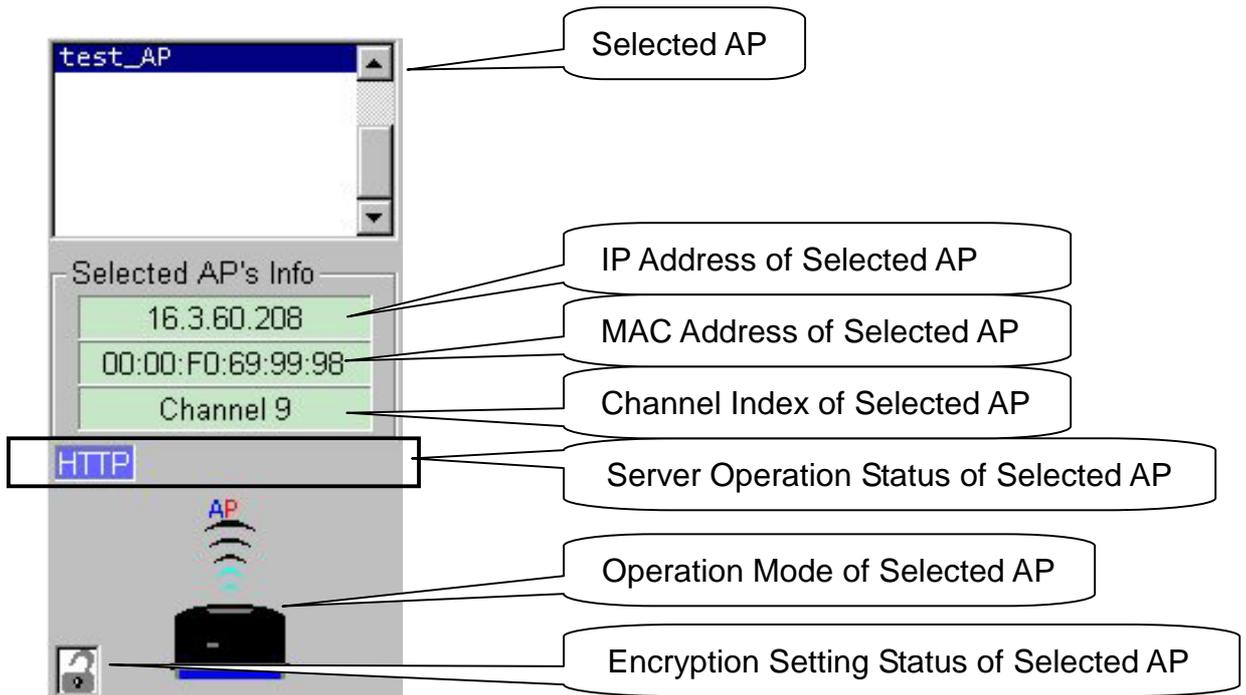 test_AP
Selected AP
Selected AP's Info
16.3.60.208
IP Address of Selected AP
00:00:F0:69:99:98
MAC Address of Selected AP
Channel 9
Channel Index of Selected AP
HTTP
Server Operation Status of Selected AP
AP
Operation Mode of Selected AP
Encryption Setting Status of Selected AP